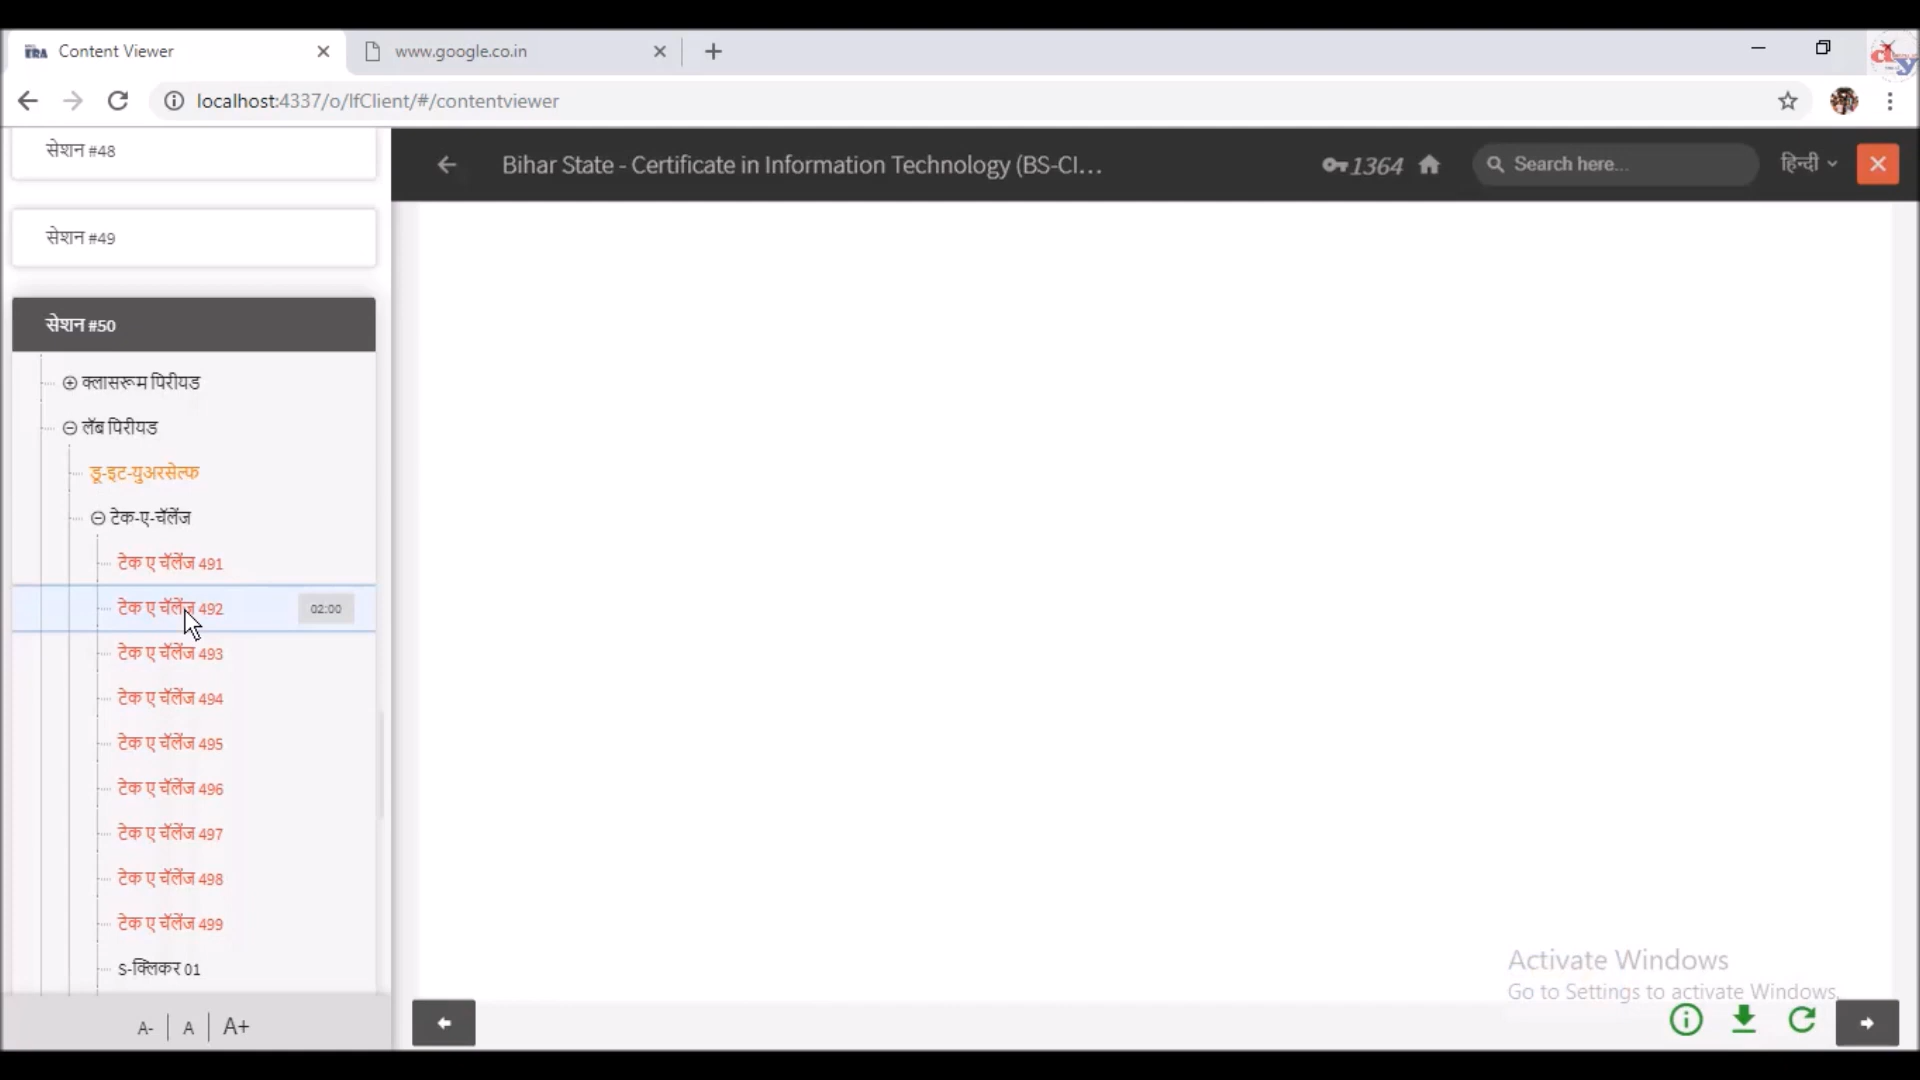 ERA Content Viewer
www.google.co.in
localhost:4337/o/lfClient/#/contentviewer
सेशन #48
Bihar State - Certificate in Information Technology (BS-CI...
1364
Search here...
हिन्दी
सेशन #49
सेशन #50
क्लासरूम पिरीयड
लॅब पिरीयड
डू-इट-युअरसेल्फ
टेक-ए-चॅलेंज
टेक ए चॅलेंज 491
टेक ए चॅलेंज 492 02:00
टेक ए चॅलेंज 493
टेक ए चॅलेंज 494
टेक ए चॅलेंज 495
टेक ए चॅलेंज 496
टेक ए चॅलेंज 497
टेक ए चॅलेंज 498
टेक ए चॅलेंज 499
S-क्लिकर 01
A- A A+
Activate Windows
Go to Settings to activate Windows.